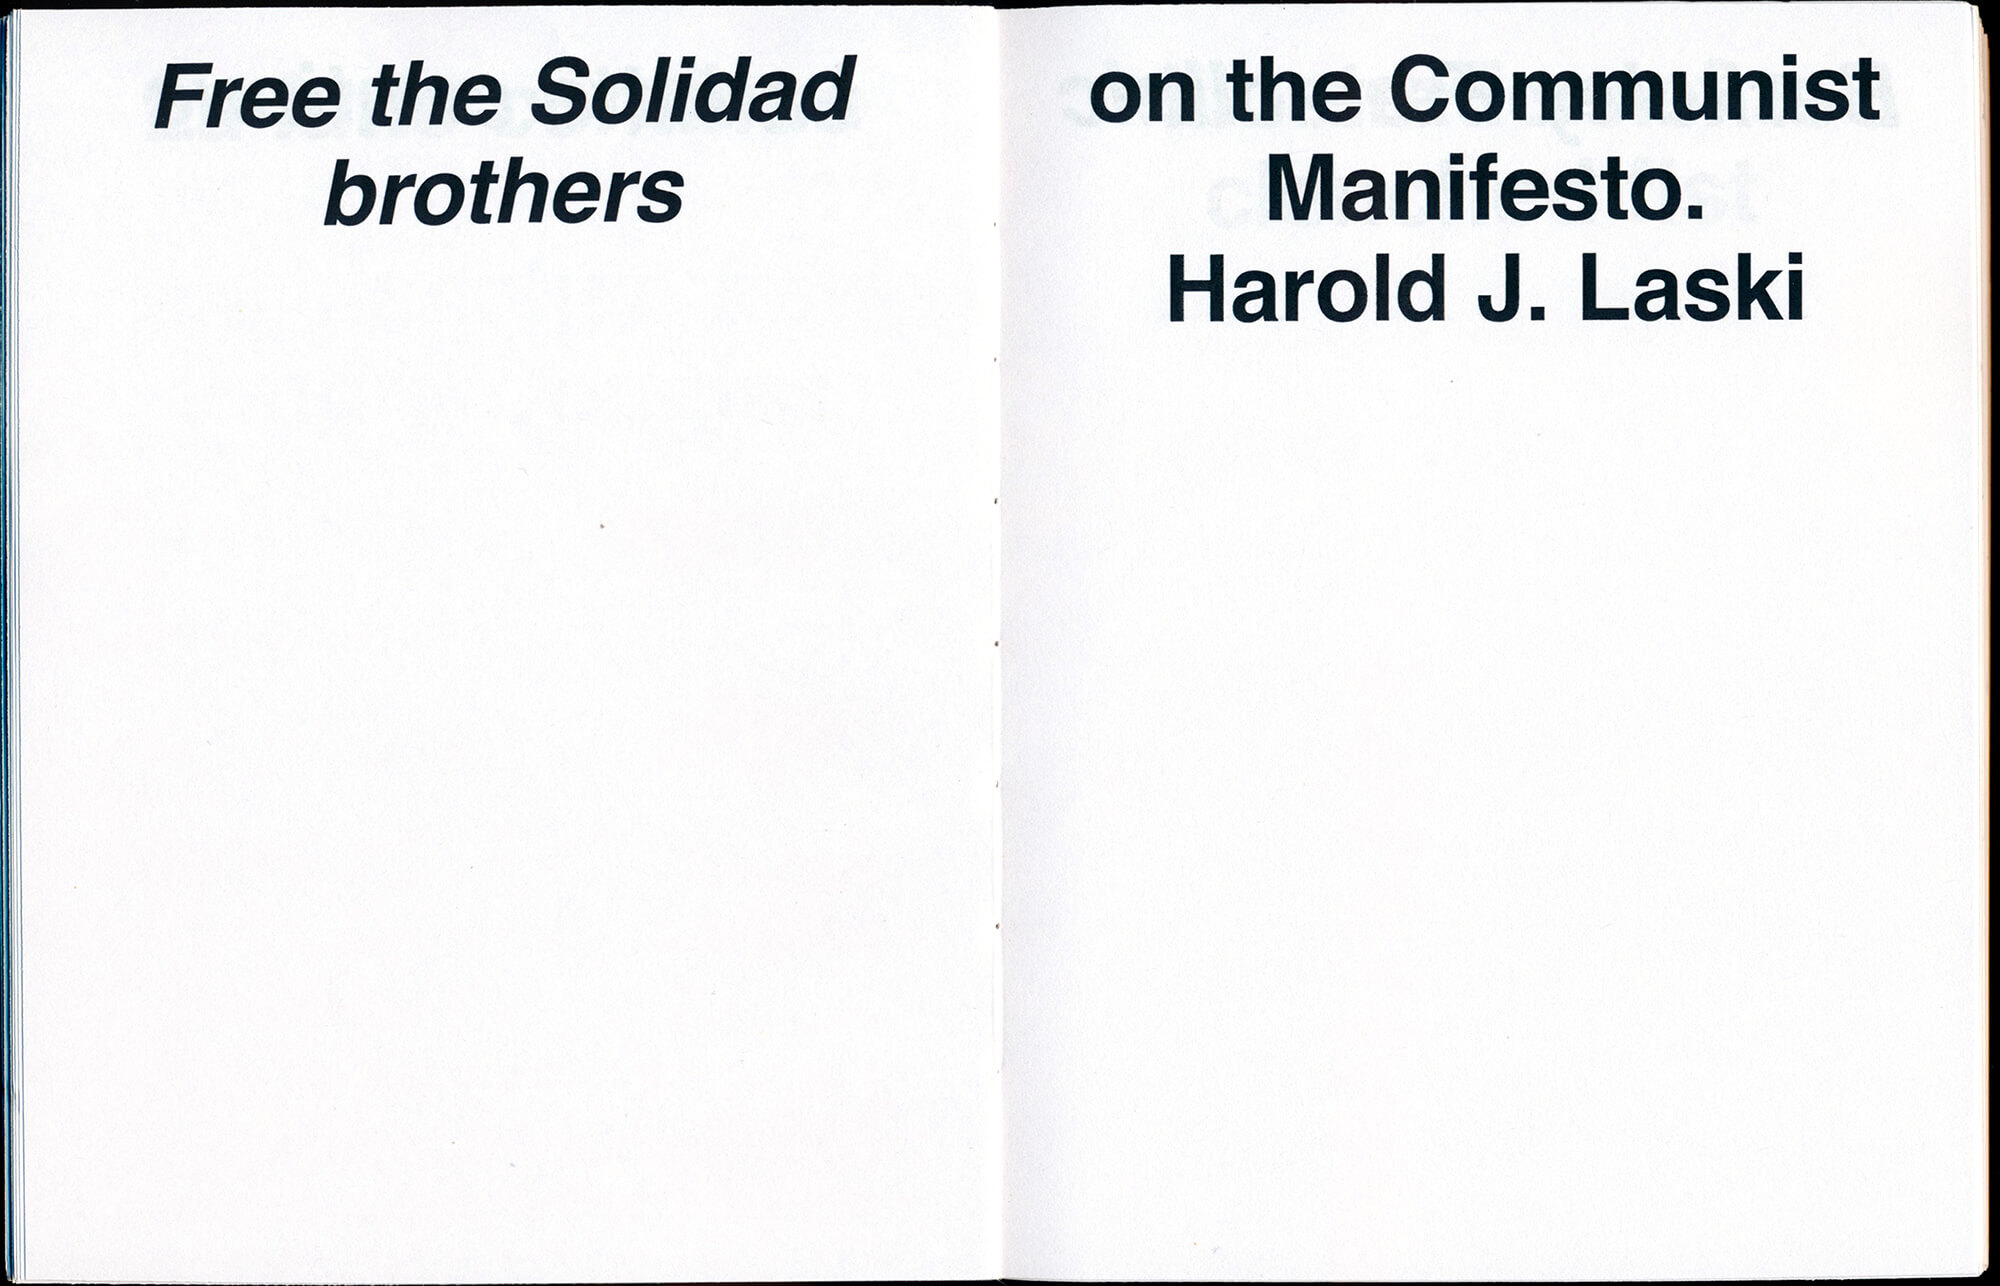 Free the Solidad
brothers
on the Communist
Manifesto.
Harold J. Laski